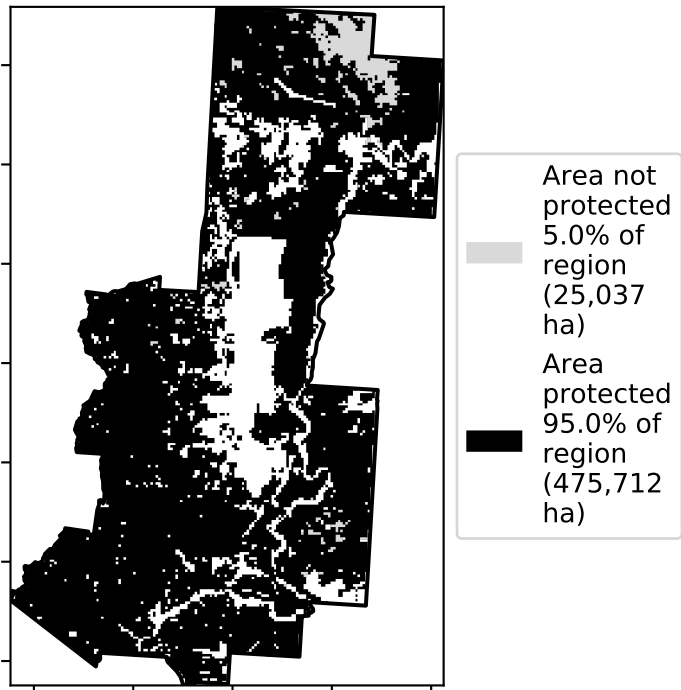 Area not
protected
5.0% of
region
(25,037
ha)
Area
protected
95.0% of
region
(475,712
ha)